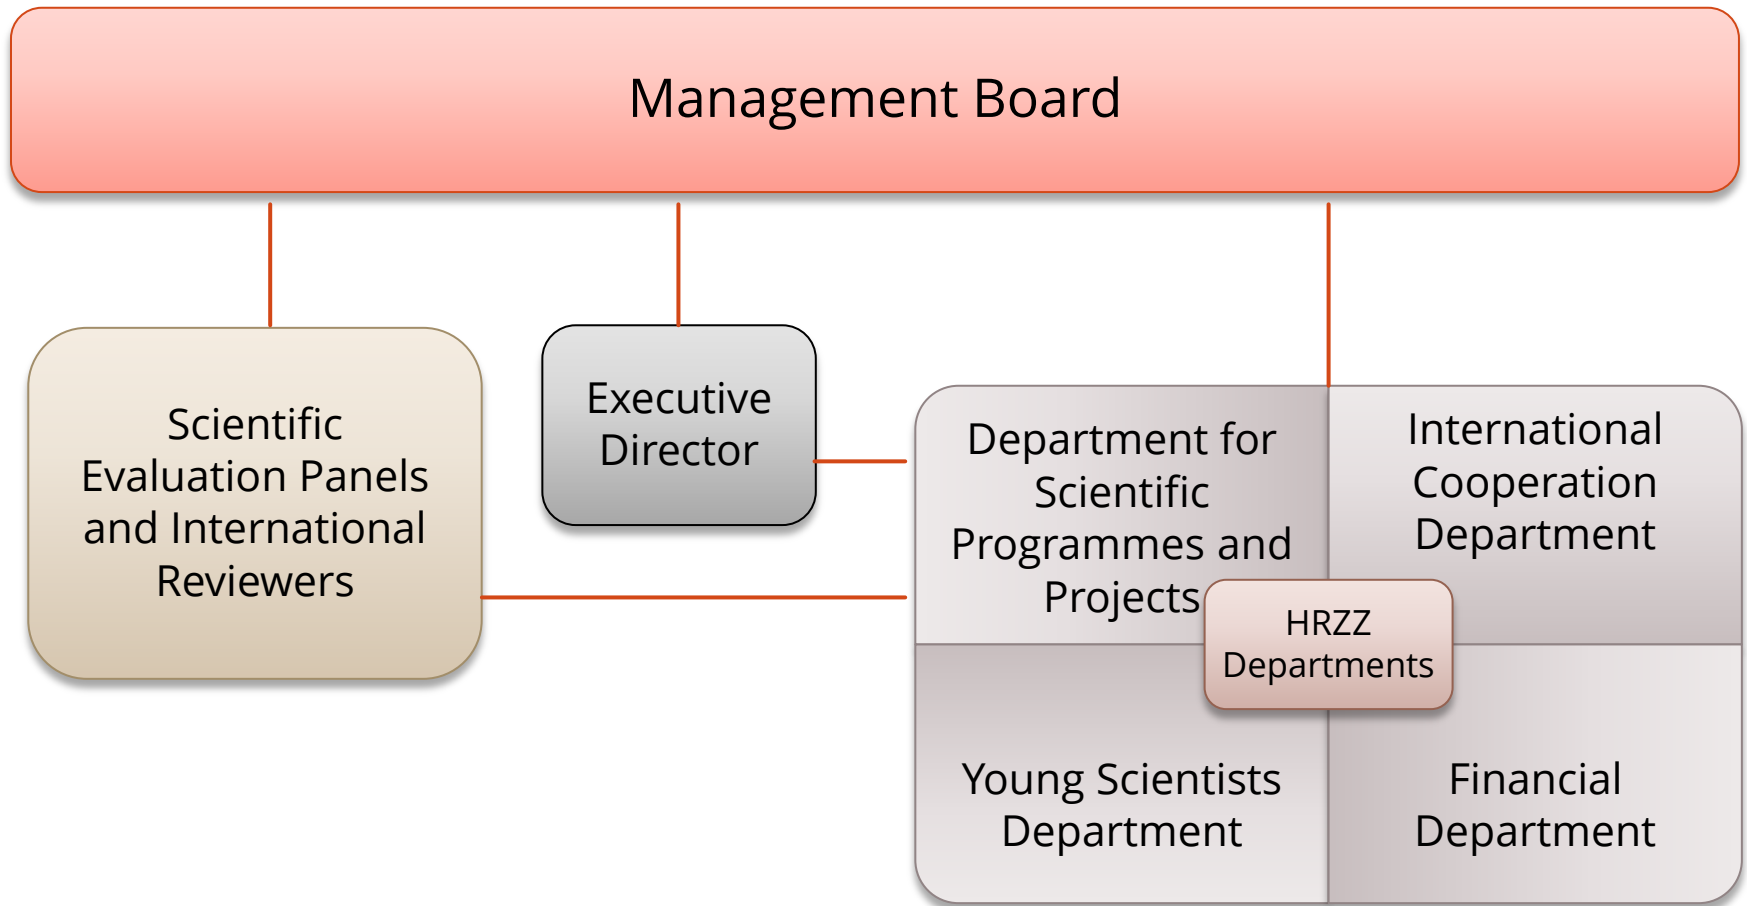 Management Board
Scientific
Evaluation Panels
and International
Reviewers
Executive
Director
Department for
Scientific
Programmes and
Projects
International
Cooperation
Department
HRZZ
Departments
Young Scientists
Department
Financial
Department